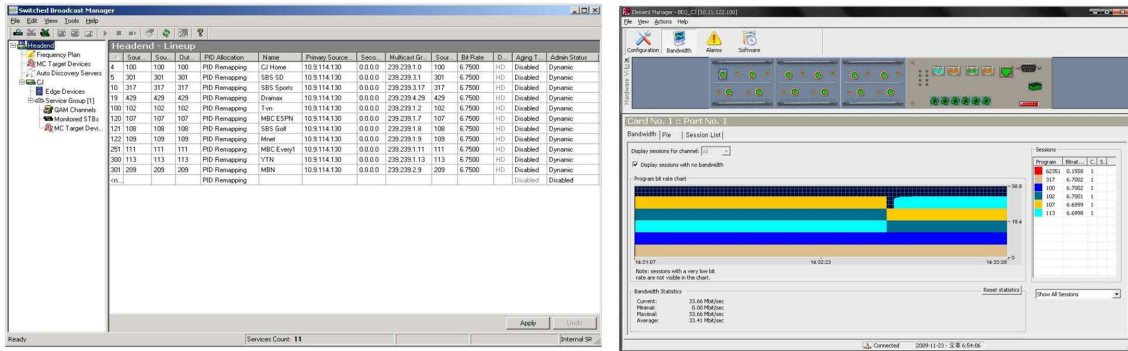 Switched Broadcast Manager
File Edit View Tools Help
Headend
Frequency Plan
MC Target Devices
Auto Discovery Servers
CJ
Edge Devices
Service Group [1]
QAM Channels
Monitored STBs
MC Target Devi...
Headend - Lineup
Sour... Sou... Out... PID Allocation Name Primary Source... Seco... Multicast Gr... Sour... Bit Rate D... Aging T... Admin Status
4 100 100 PID Remapping CJ Home 10.9.114.130 0.0.0.0 239.239.1.0 100 6.7500 HD Disabled Dynamic
5 301 301 PID Remapping SBS SD 10.9.114.130 0.0.0.0 239.239.3.1 301 6.7500 HD Disabled Dynamic
10 317 317 PID Remapping SBS Sports 10.9.114.130 0.0.0.0 239.239.3.17 317 6.7500 HD Disabled Dynamic
19 429 429 PID Remapping Dramax 10.9.114.130 0.0.0.0 239.239.4.29 429 6.7500 HD Disabled Dynamic
100 102 102 PID Remapping Tvn 10.9.114.130 0.0.0.0 239.239.1.2 102 6.7500 HD Disabled Dynamic
120 107 107 PID Remapping MBC ESPN 10.9.114.130 0.0.0.0 239.239.1.7 107 6.7500 HD Disabled Dynamic
121 108 108 PID Remapping SBS Golf 10.9.114.130 0.0.0.0 239.239.1.8 108 6.7500 HD Disabled Dynamic
122 109 109 PID Remapping Mnet 10.9.114.130 0.0.0.0 239.239.1.9 109 6.7500 HD Disabled Dynamic
251 111 111 PID Remapping MBC Every1 10.9.114.130 0.0.0.0 239.239.1.11 111 6.7500 HD Disabled Dynamic
300 113 113 PID Remapping YTN 10.9.114.130 0.0.0.0 239.239.1.13 113 6.7500 HD Disabled Dynamic
301 209 209 PID Remapping MBN 10.9.114.130 0.0.0.0 239.239.2.9 209 6.7500 HD Disabled Dynamic
<n... PID Remapping Disabled Disabled
Apply Undo
Ready Services Count: 11 Internal SR
Element Manager - BEQ_CJ [10.11.122.100]
File View Actions Help
Configuration Bandwidth Alarms Software
Card No. 1 :: Port No. 1
Bandwidth Pie Session List
Display sessions for channel: All
Display sessions with no bandwidth
Program bit rate chart
38.8
19.4
0
14:31:07 14:32:23 14:33:39
Note: sessions with a very low bit
rate are not visible in the chart.
Bandwidth Statistics
Reset statistics
Current: 33.66 Mbit/sec
Minimal: 0.00 Mbit/sec
Maximal: 33.66 Mbit/sec
Average: 33.41 Mbit/sec
Sessions
Program Bitrat... C. S..
62351 0.1558 1
317 6.7002 1
100 6.7002 1
102 6.7001 1
107 6.6999 1
113 6.6998 1
Show All Sessions
Connected 2009-11-23 - 오후 6:54:06